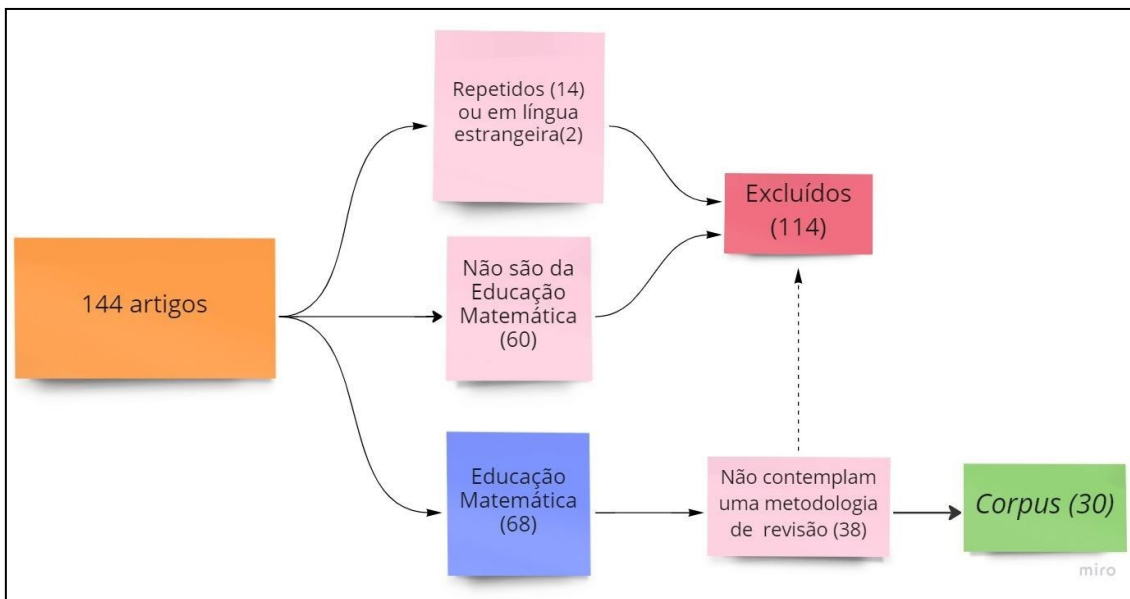 Repetidos (14)
ou em língua
estrangeira(2)
Excluídos
(114)
144 artigos
Não são da
Educação
Matemática
(60)
Educação
Matemática
(68)
Não contemplam
uma metodologia
de revisão (38)
Corpus (30)
miro